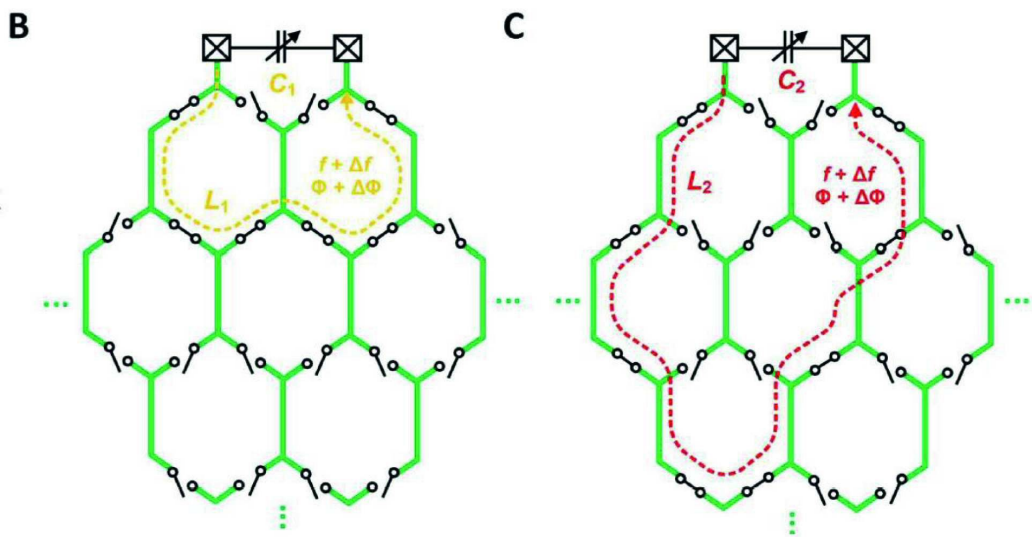 B
C₁
L₁
f + Δf
Φ + ΔΦ
C
C₂
L₂
f + Δf
Φ + ΔΦ